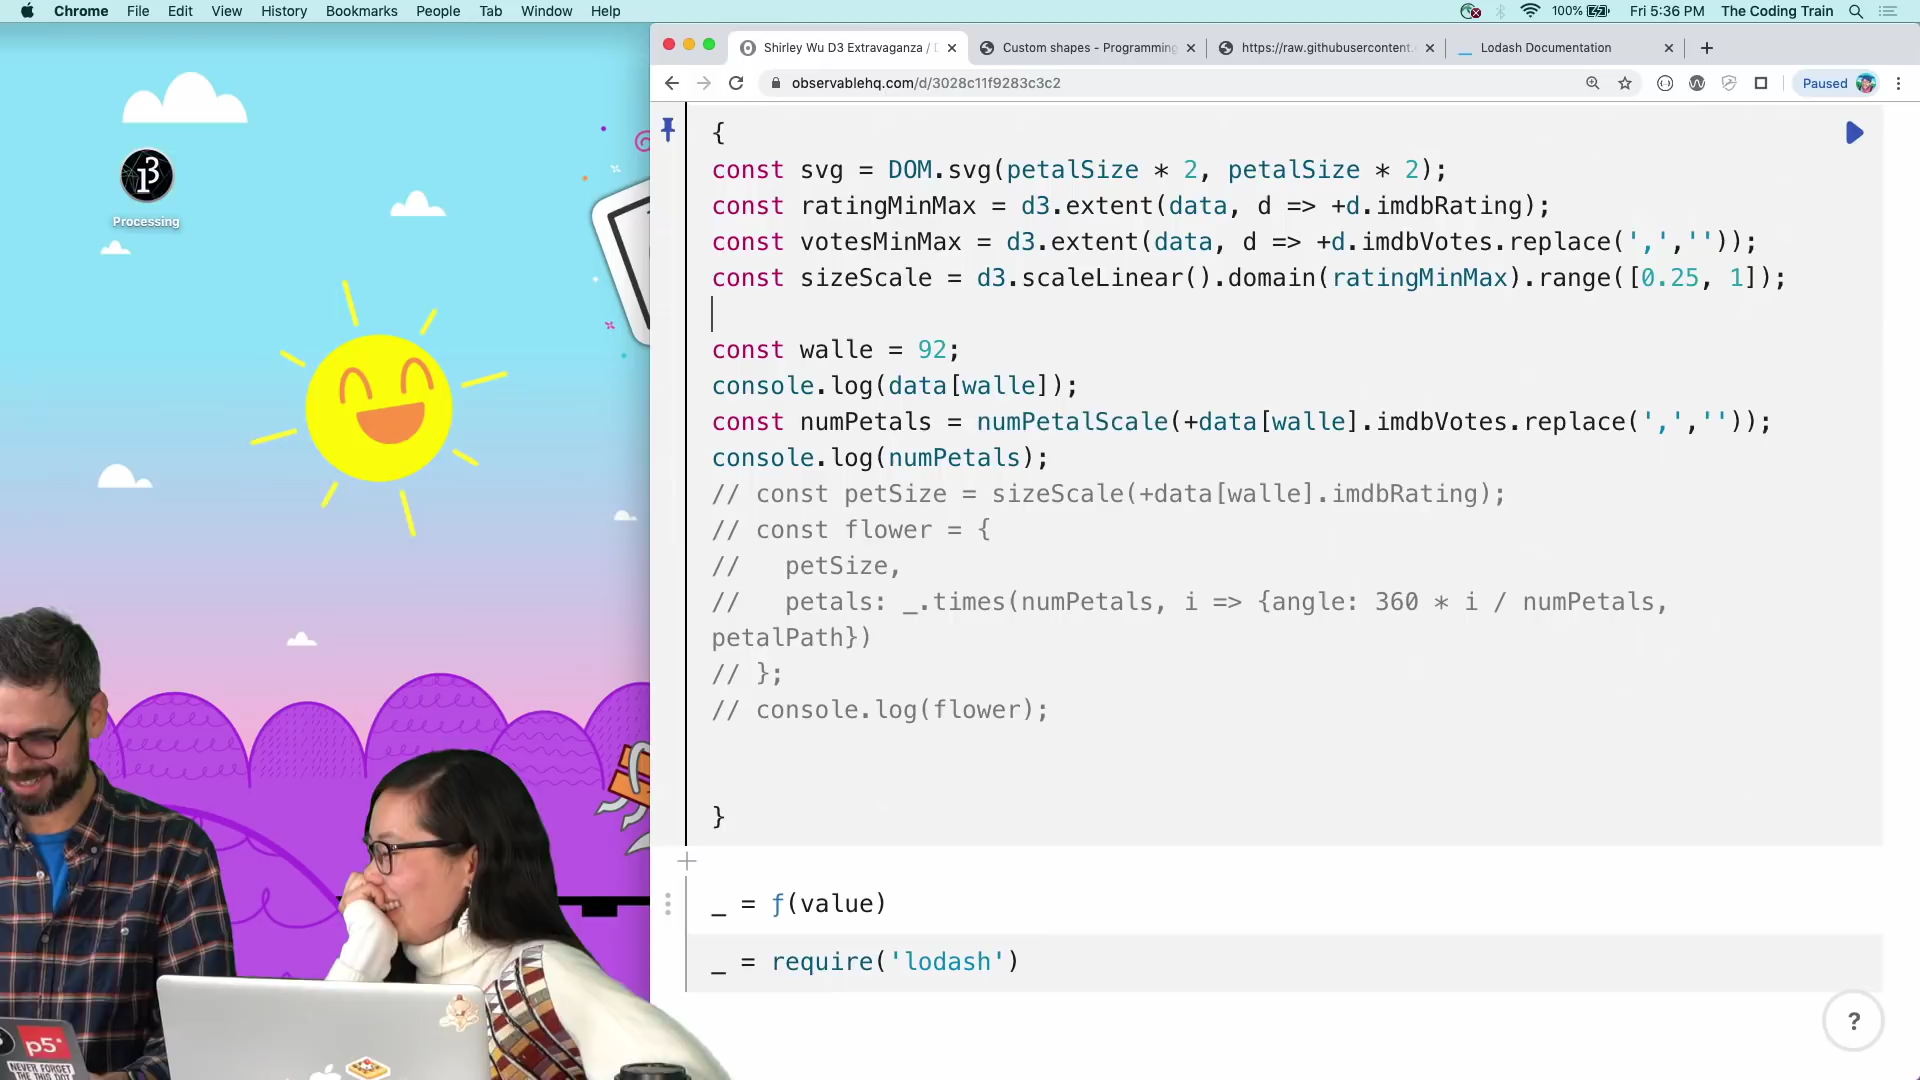 Chrome File Edit View History Bookmarks People Tab Window Help
100% Fri 5:36 PM The Coding Train
Shirley Wu D3 Extravaganza / D
Custom shapes - Programming
https://raw.githubusercontent.
Lodash Documentation
observablehq.com/d/3028c11f9283c3c2
Paused
Processing
{
const svg = DOM.svg(petalSize * 2, petalSize * 2);
const ratingMinMax = d3.extent(data, d => +d.imdbRating);
const votesMinMax = d3.extent(data, d => +d.imdbVotes.replace(',',''));
const sizeScale = d3.scaleLinear().domain(ratingMinMax).range([0.25, 1]);
const walle = 92;
console.log(data[walle]);
const numPetals = numPetalScale(+data[walle].imdbVotes.replace(',',''));
console.log(numPetals);
// const petSize = sizeScale(+data[walle].imdbRating);
// const flower = {
//   petSize,
//   petals: _.times(numPetals, i => {angle: 360 * i / numPetals,
petalPath})
// };
// console.log(flower);
}
_ = ƒ(value)
_ = require('lodash')
?
p5*
NEVER FORGET
THE THIS DOT